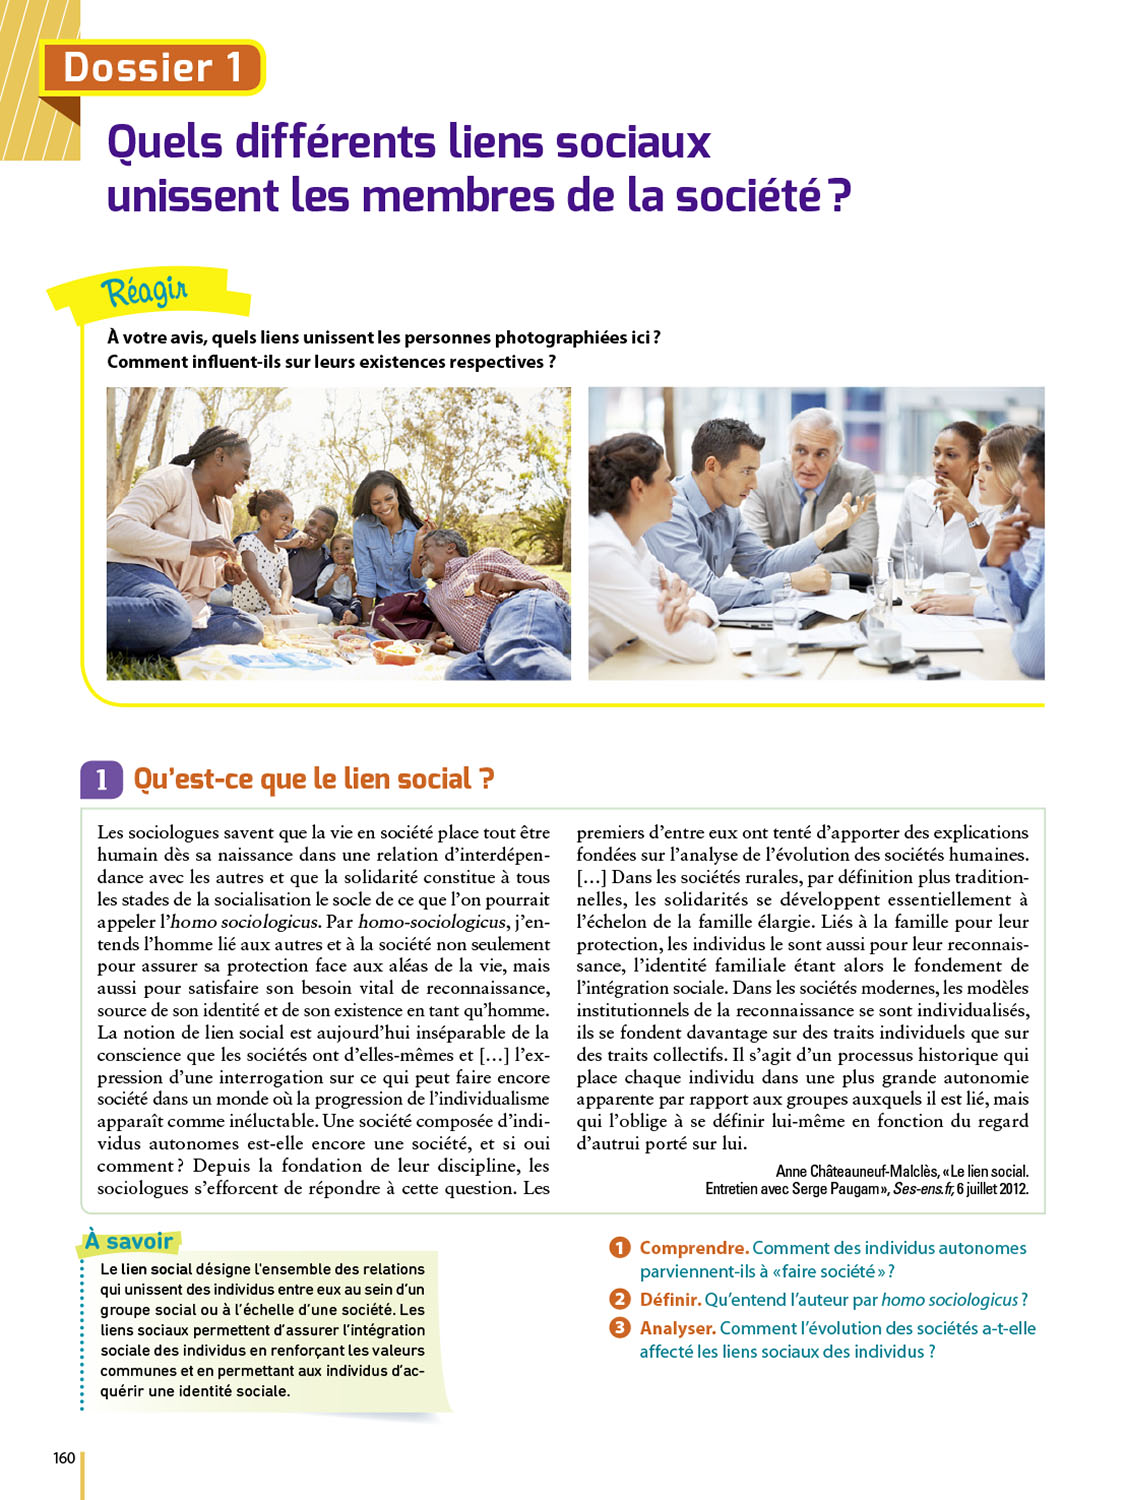 Dossier 1
Quels différents liens sociaux
unissent les membres de la société ?
Réagir
À votre avis, quels liens unissent les personnes photographiées ici ?
Comment influent-ils sur leurs existences respectives ?
1 Qu'est-ce que le lien social ?
Les sociologues savent que la vie en société place tout être
humain dès sa naissance dans une relation d'interdépen-
dance avec les autres et que la solidarité constitue à tous
les stades de la socialisation le socle de ce que l'on pourrait
appeler l'homo sociologicus. Par homo-sociologicus, j'en-
tends l'homme lié aux autres et à la société non seulement
pour assurer sa protection face aux aléas de la vie, mais
aussi pour satisfaire son besoin vital de reconnaissance,
source de son identité et de son existence en tant qu'homme.
La notion de lien social est aujourd'hui inséparable de la
conscience que les sociétés ont d'elles-mêmes et [...] l'ex-
pression d'une interrogation sur ce qui peut faire encore
société dans un monde où la progression de l'individualisme
apparaît comme inéluctable. Une société composée d'indi-
vidus autonomes est-elle encore une société, et si oui
comment ? Depuis la fondation de leur discipline, les
sociologues s'efforcent de répondre à cette question. Les
premiers d'entre eux ont tenté d'apporter des explications
fondées sur l'analyse de l'évolution des sociétés humaines.
[...] Dans les sociétés rurales, par définition plus tradition-
nelles, les solidarités se développent essentiellement à
l'échelon de la famille élargie. Liés à la famille pour leur
protection, les individus le sont aussi pour leur reconnais-
sance, l'identité familiale étant alors le fondement de
l'intégration sociale. Dans les sociétés modernes, les modèles
institutionnels de la reconnaissance se sont individualisés,
ils se fondent davantage sur des traits individuels que sur
des traits collectifs. Il s'agit d'un processus historique qui
place chaque individu dans une plus grande autonomie
apparente par rapport aux groupes auxquels il est lié, mais
qui l'oblige à se définir lui-même en fonction du regard
d'autrui porté sur lui.
Anne Châteauneuf-Malclès, «Le lien social.
Entretien avec Serge Paugam», Ses-ens.fr, 6 juillet 2012.
À savoir
Le lien social désigne l'ensemble des relations
qui unissent des individus entre eux au sein d'un
groupe social ou à l'échelle d'une société. Les
liens sociaux permettent d'assurer l'intégration
sociale des individus en renforçant les valeurs
communes et en permettant aux individus d'ac-
quérir une identité sociale.
1 Comprendre. Comment des individus autonomes
parviennent-ils à «faire société» ?
2 Définir. Qu'entend l'auteur par homo sociologicus ?
3 Analyser. Comment l'évolution des sociétés a-t-elle
affecté les liens sociaux des individus ?
160